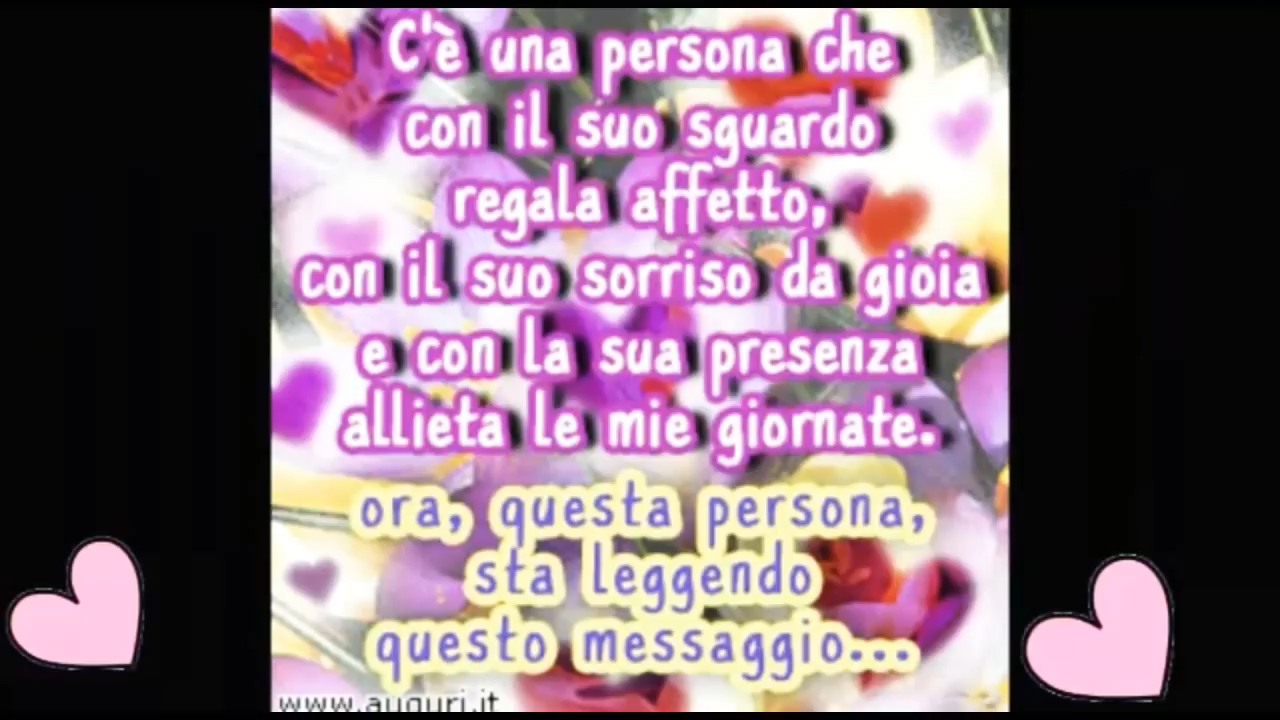 C'è una persona che
con il suo sguardo
regala affetto,
con il suo sorriso da gioia
e con la sua presenza
allieta le mie giornate.
ora, questa persona,
sta leggendo
questo messaggio...
www.auguri.it